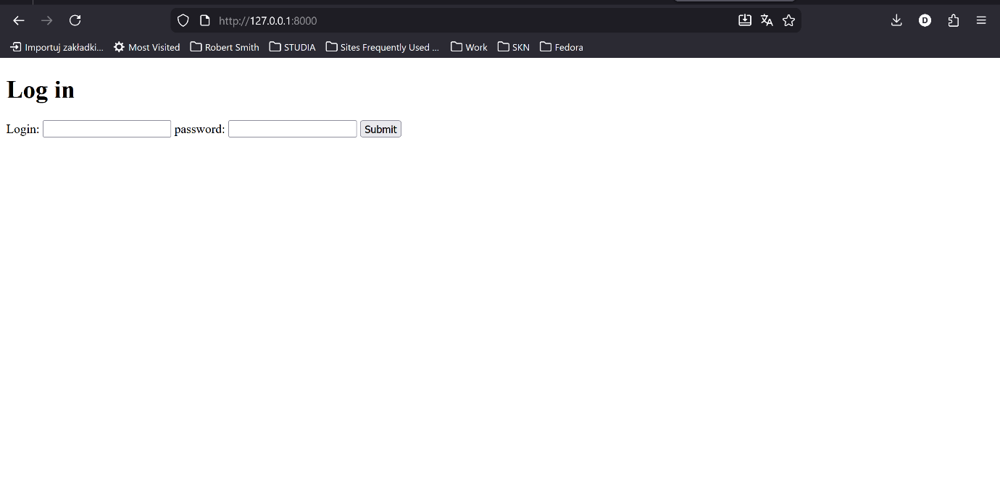 http://127.0.0.1:8000
D
Importuj zakładki... Most Visited Robert Smith STUDIA Sites Frequently Used ... Work SKN Fedora
Log in
Login: password: Submit